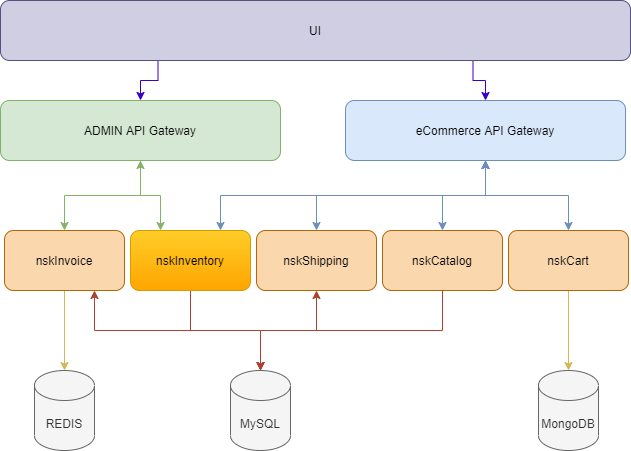 UI
ADMIN API Gateway
eCommerce API Gateway
nskInvoice
nskInventory
nskShipping
nskCatalog
nskCart
REDIS
MySQL
MongoDB